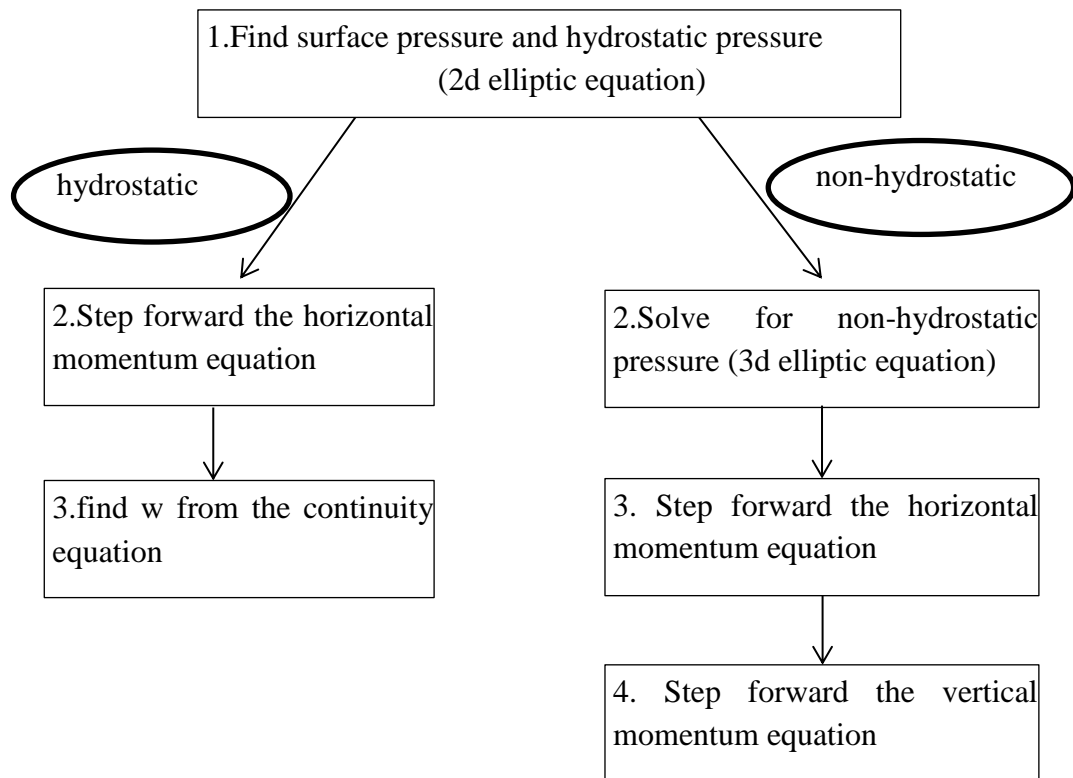 1.Find surface pressure and hydrostatic pressure
(2d elliptic equation)
hydrostatic
non-hydrostatic
2.Step forward the horizontal
momentum equation
2.Solve for non-hydrostatic
pressure (3d elliptic equation)
3.find w from the continuity
equation
3. Step forward the horizontal
momentum equation
4. Step forward the vertical
momentum equation